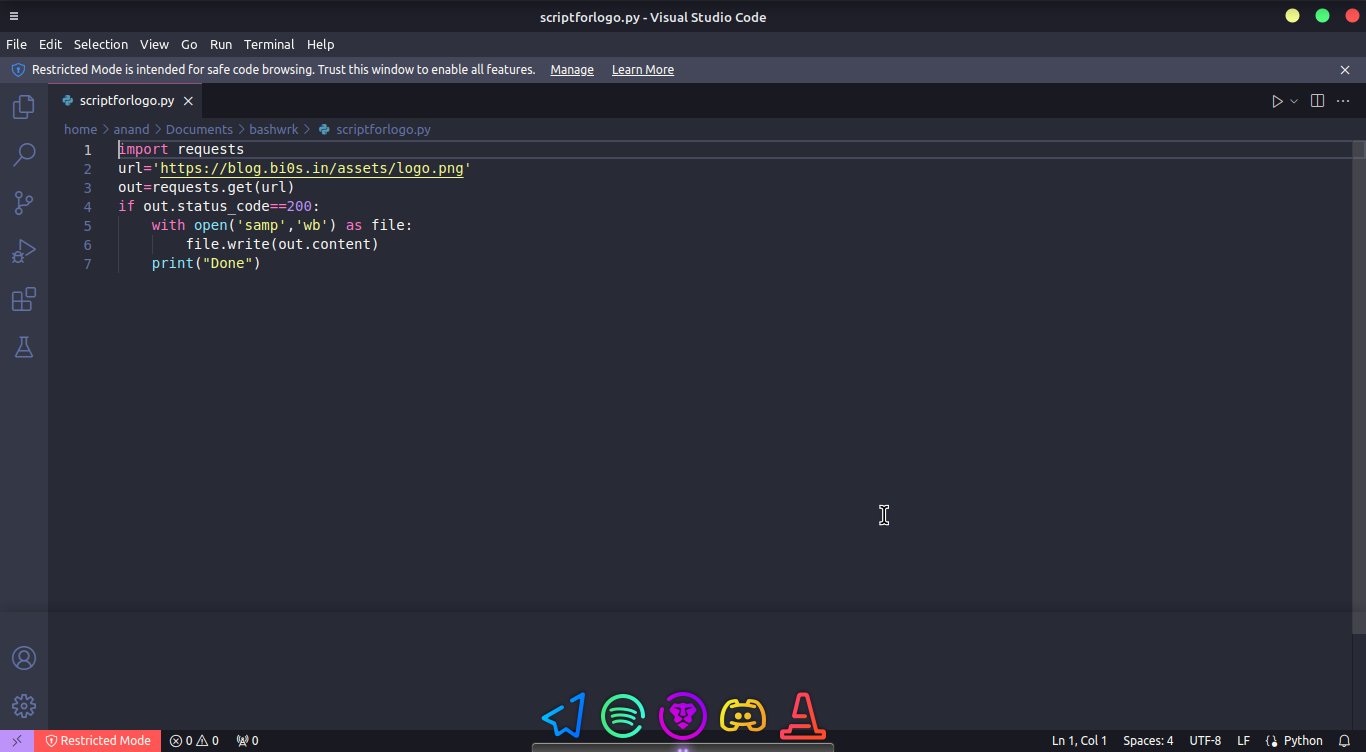 scriptforlogo.py - Visual Studio Code
File Edit Selection View Go Run Terminal Help
Restricted Mode is intended for safe code browsing. Trust this window to enable all features. Manage Learn More
scriptforlogo.py
home > anand > Documents > bashwrk > scriptforlogo.py
1 import requests
2 url='https://blog.bi0s.in/assets/logo.png'
3 out=requests.get(url)
4 if out.status_code==200:
5     with open('samp','wb') as file:
6         file.write(out.content)
7     print("Done")
Restricted Mode 0 0 0 Ln 1, Col 1 Spaces: 4 UTF-8 LF Python